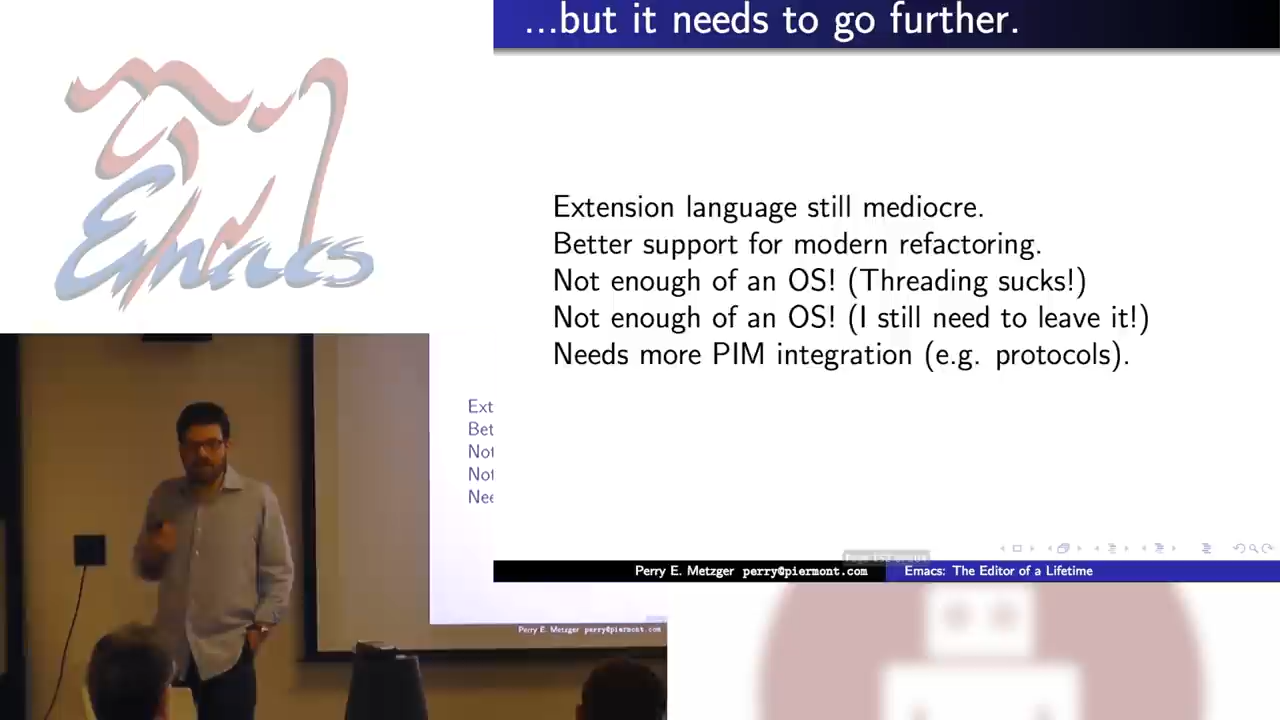 ...but it needs to go further.
Emacs
Extension language still mediocre.
Better support for modern refactoring.
Not enough of an OS! (Threading sucks!)
Not enough of an OS! (I still need to leave it!)
Needs more PIM integration (e.g. protocols).
Ext
Bet
Not
Not
Nee
Perry E. Metzger perry@piermont.com
Emacs: The Editor of a Lifetime
Perry E. Metzger perry@piermont.com